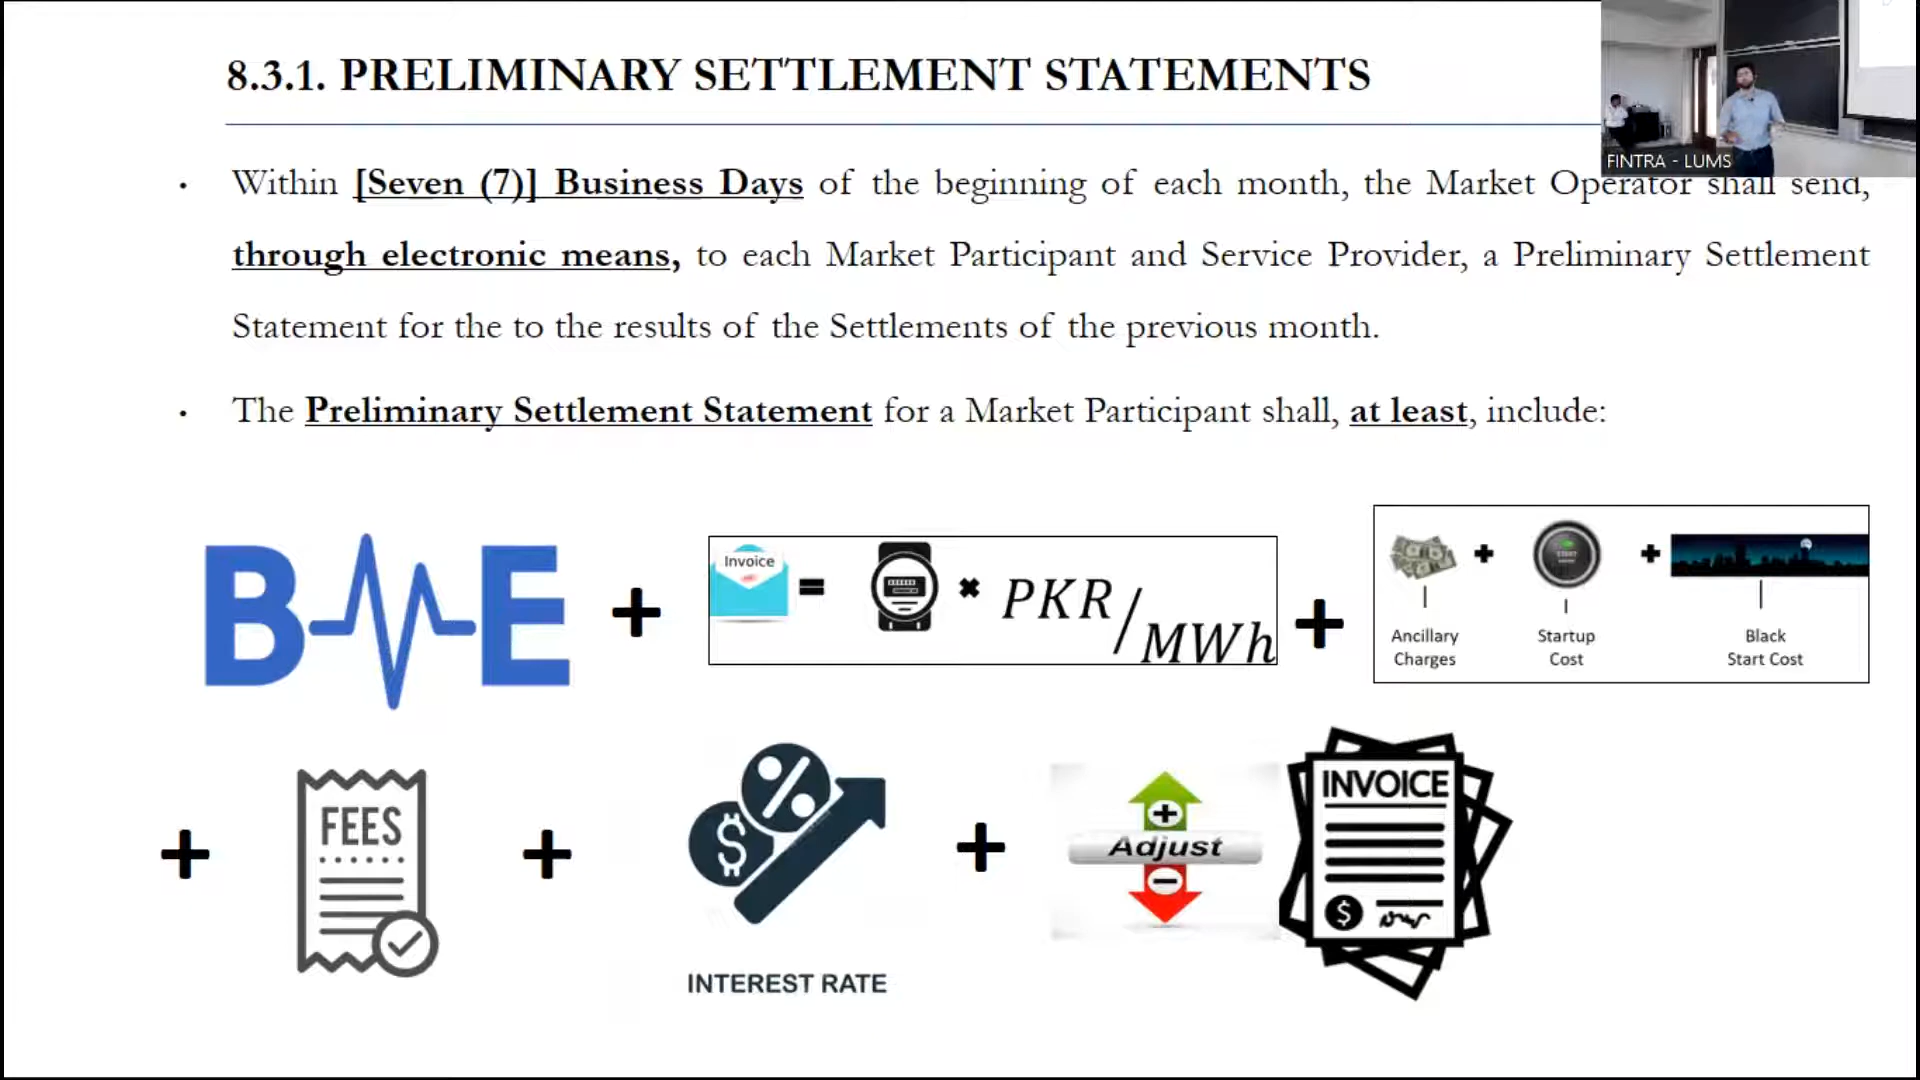 8.3.1. PRELIMINARY SETTLEMENT STATEMENTS
FINTRA - LUMS
• Within [Seven (7)] Business Days of the beginning of each month, the Market Operator shall send,
through electronic means, to each Market Participant and Service Provider, a Preliminary Settlement
Statement for the to the results of the Settlements of the previous month.
• The Preliminary Settlement Statement for a Market Participant shall, at least, include:
B E + Invoice = × PKR/MWh + + +
Ancillary Charges
Startup Cost
Black Start Cost
+ FEES + $ % + + Adjust − INVOICE $
INTEREST RATE